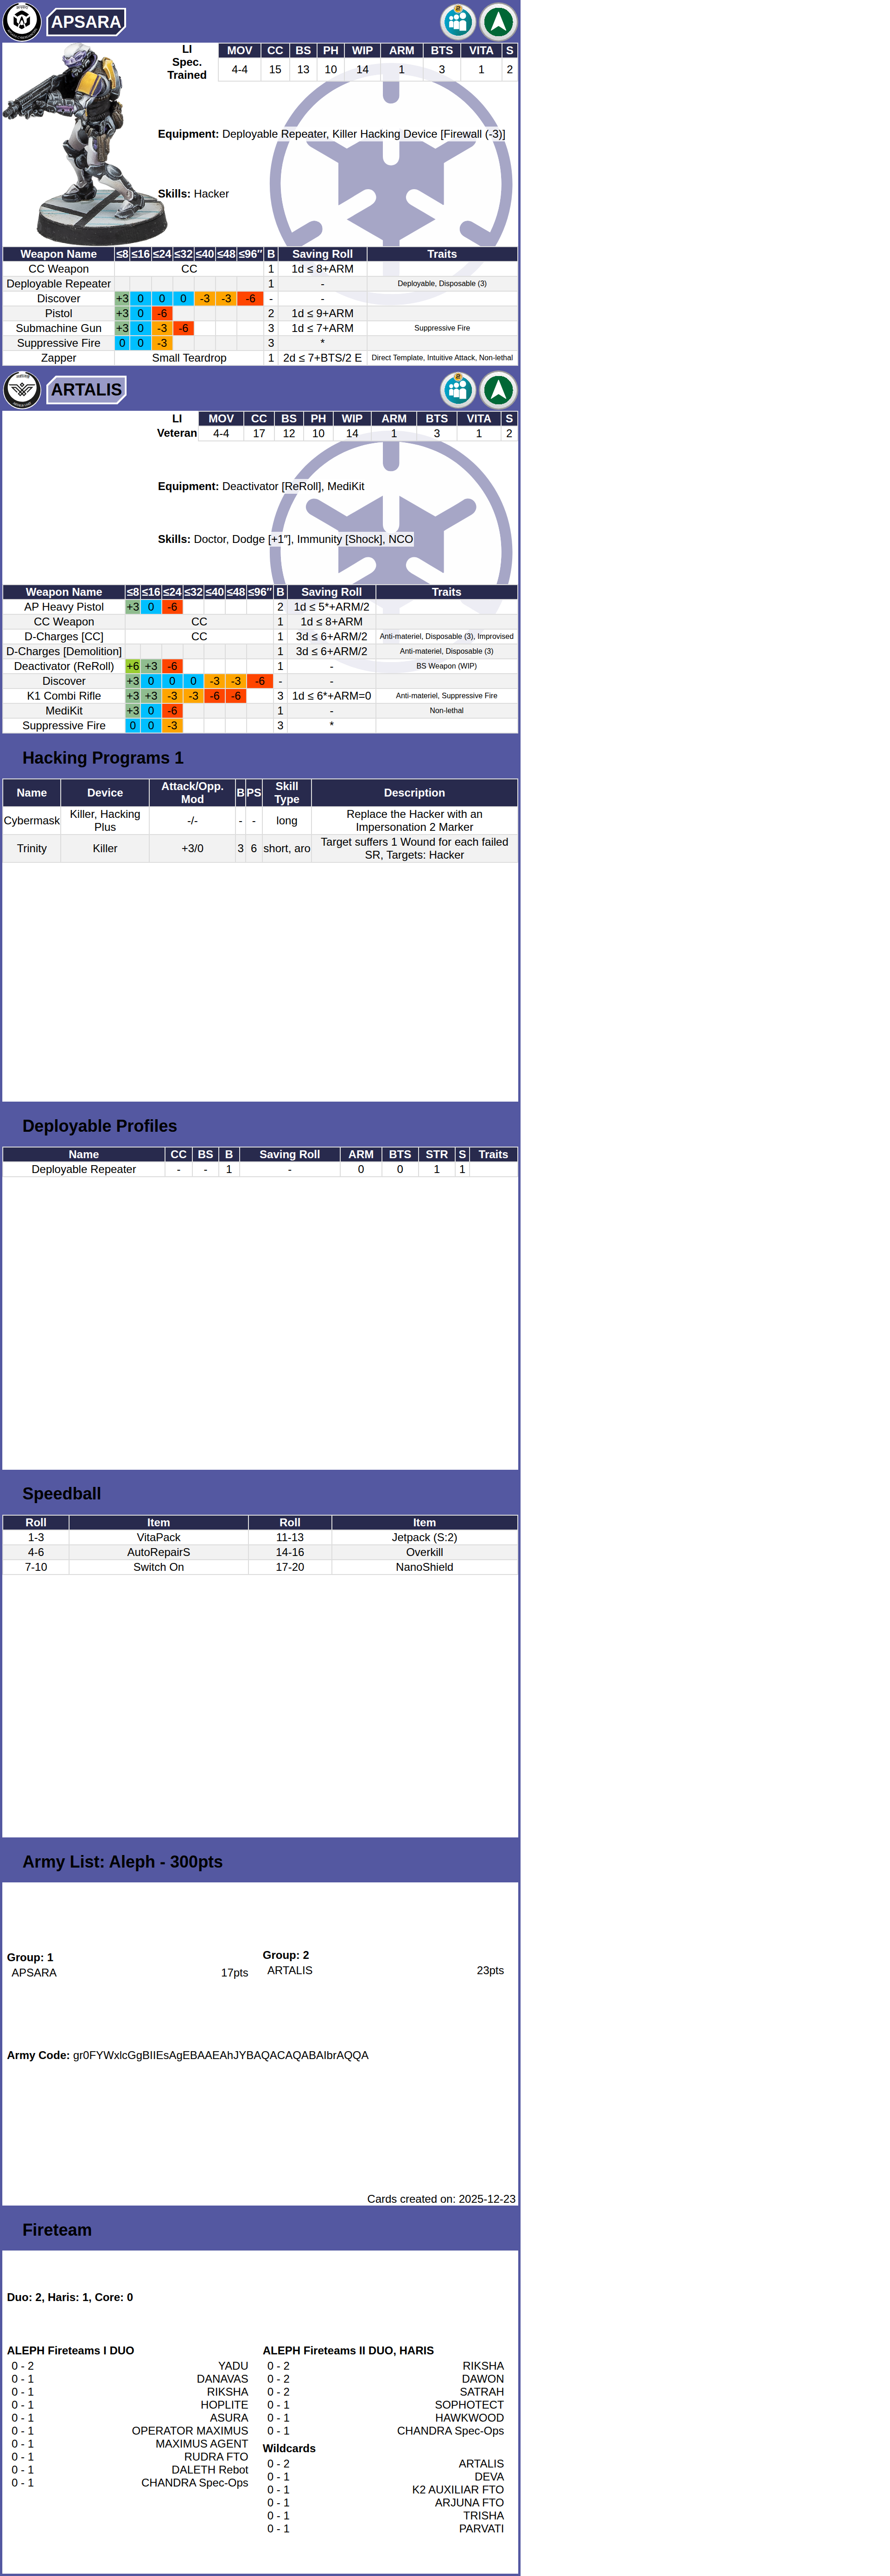 APSARA
LI
Spec.
Trained
MOV CC BS PH WIP ARM BTS VITA S
4-4 15 13 10 14 1 3 1 2
Equipment: Deployable Repeater, Killer Hacking Device [Firewall (-3)]
Skills: Hacker
Weapon Name ≤8 ≤16 ≤24 ≤32 ≤40 ≤48 ≤96″ B Saving Roll Traits
CC Weapon CC 1 1d ≤ 8+ARM
Deployable Repeater 1 - Deployable, Disposable (3)
Discover +3 0 0 0 -3 -3 -6 - -
Pistol +3 0 -6 2 1d ≤ 9+ARM
Submachine Gun +3 0 -3 -6 3 1d ≤ 7+ARM Suppressive Fire
Suppressive Fire 0 0 -3 3 *
Zapper Small Teardrop 1 2d ≤ 7+BTS/2 E Direct Template, Intuitive Attack, Non-lethal
ARTALIS
LI
Veteran
MOV CC BS PH WIP ARM BTS VITA S
4-4 17 12 10 14 1 3 1 2
Equipment: Deactivator [ReRoll], MediKit
Skills: Doctor, Dodge [+1″], Immunity [Shock], NCO
Weapon Name ≤8 ≤16 ≤24 ≤32 ≤40 ≤48 ≤96″ B Saving Roll Traits
AP Heavy Pistol +3 0 -6 2 1d ≤ 5*+ARM/2
CC Weapon CC 1 1d ≤ 8+ARM
D-Charges [CC] CC 1 3d ≤ 6+ARM/2 Anti-materiel, Disposable (3), Improvised
D-Charges [Demolition] 1 3d ≤ 6+ARM/2 Anti-materiel, Disposable (3)
Deactivator (ReRoll) +6 +3 -6 1 - BS Weapon (WIP)
Discover +3 0 0 0 -3 -3 -6 - -
K1 Combi Rifle +3 +3 -3 -3 -6 -6 3 1d ≤ 6*+ARM=0 Anti-materiel, Suppressive Fire
MediKit +3 0 -6 1 - Non-lethal
Suppressive Fire 0 0 -3 3 *
Hacking Programs 1
Name Device Attack/Opp. Mod B PS Skill Type Description
Cybermask Killer, Hacking Plus -/- - - long Replace the Hacker with an Impersonation 2 Marker
Trinity Killer +3/0 3 6 short, aro Target suffers 1 Wound for each failed SR, Targets: Hacker
Deployable Profiles
Name CC BS B Saving Roll ARM BTS STR S Traits
Deployable Repeater - - 1 - 0 0 1 1
Speedball
Roll Item Roll Item
1-3 VitaPack 11-13 Jetpack (S:2)
4-6 AutoRepairS 14-16 Overkill
7-10 Switch On 17-20 NanoShield
Army List: Aleph - 300pts
Group: 1
APSARA 17pts
Group: 2
ARTALIS 23pts
Army Code: gr0FYWxlcGgBIIEsAgEBAAEAhJYBAQACAQABAIbrAQQA
Cards created on: 2025-12-23
Fireteam
Duo: 2, Haris: 1, Core: 0
ALEPH Fireteams I DUO
0 - 2 YADU
0 - 1 DANAVAS
0 - 1 RIKSHA
0 - 1 HOPLITE
0 - 1 ASURA
0 - 1 OPERATOR MAXIMUS
0 - 1 MAXIMUS AGENT
0 - 1 RUDRA FTO
0 - 1 DALETH Rebot
0 - 1 CHANDRA Spec-Ops
ALEPH Fireteams II DUO, HARIS
0 - 2 RIKSHA
0 - 2 DAWON
0 - 2 SATRAH
0 - 1 SOPHOTECT
0 - 1 HAWKWOOD
0 - 1 CHANDRA Spec-Ops
Wildcards
0 - 2 ARTALIS
0 - 1 DEVA
0 - 1 K2 AUXILIAR FTO
0 - 1 ARJUNA FTO
0 - 1 TRISHA
0 - 1 PARVATI